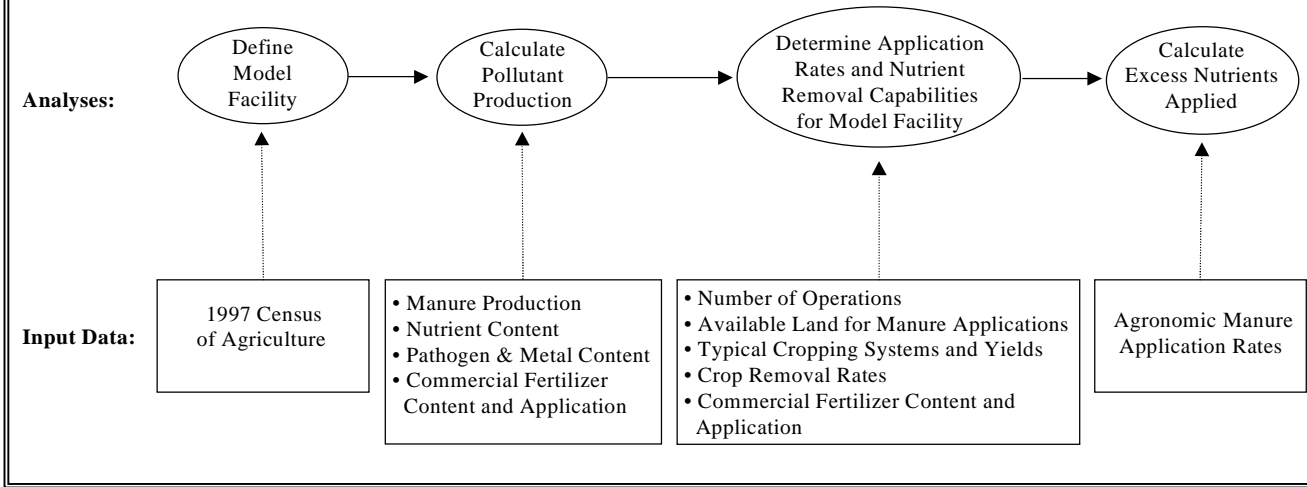 Analyses:
Define
Model
Facility
Calculate
Pollutant
Production
Determine Application
Rates and Nutrient
Removal Capabilities
for Model Facility
Calculate
Excess Nutrients
Applied
Input Data:
1997 Census
of Agriculture
• Manure Production
• Nutrient Content
• Pathogen & Metal Content
• Commercial Fertilizer
Content and Application
• Number of Operations
• Available Land for Manure Applications
• Typical Cropping Systems and Yields
• Crop Removal Rates
• Commercial Fertilizer Content and
Application
Agronomic Manure
Application Rates